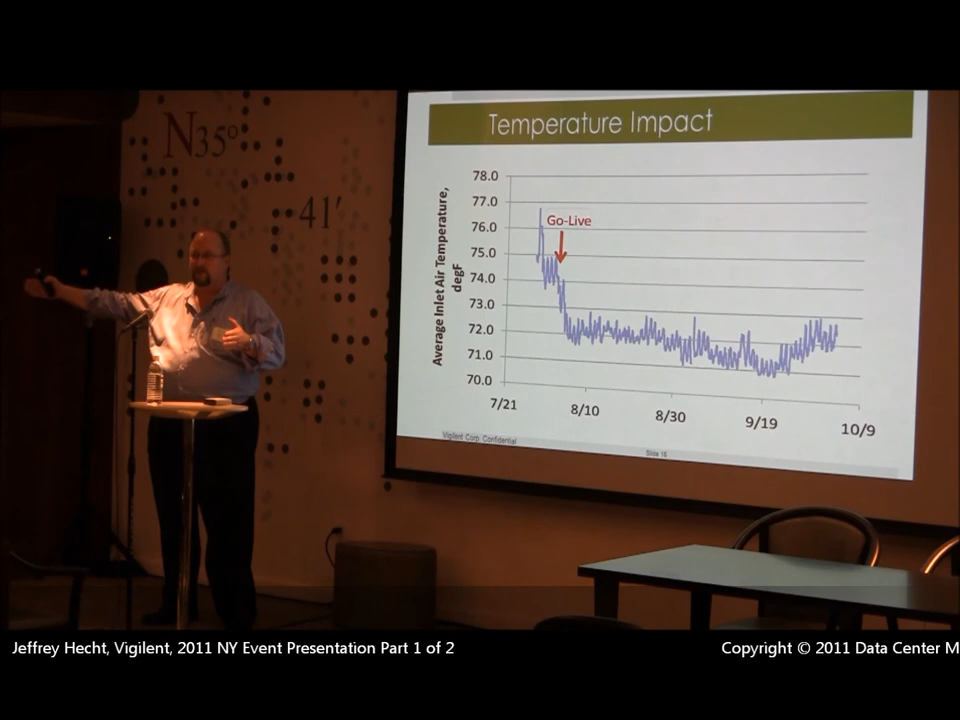 N35°
41'
Temperature Impact
Average Inlet Air Temperature,
degF
78.0
77.0
76.0
75.0
74.0
73.0
72.0
71.0
70.0
Go-Live
7/21
8/10
8/30
9/19
10/9
Vigilent Corp. Confidential
Slide 16
Jeffrey Hecht, Vigilent, 2011 NY Event Presentation Part 1 of 2
Copyright © 2011 Data Center M